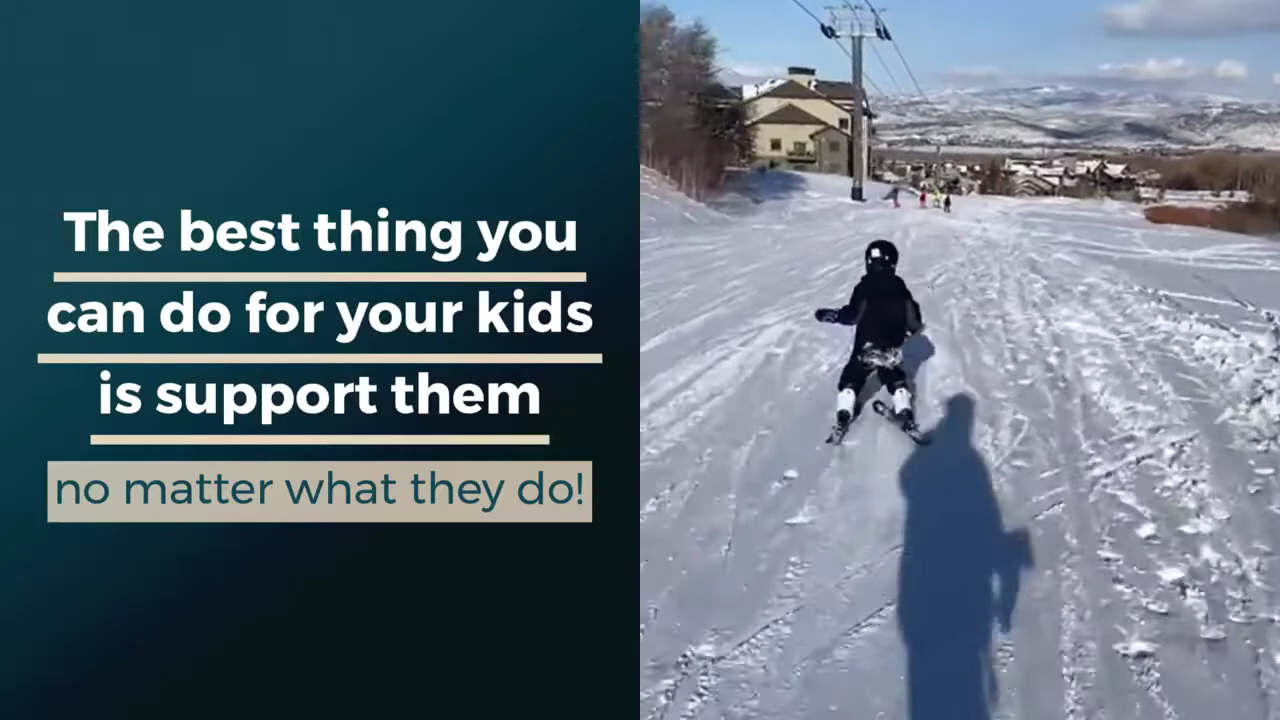 The best thing you
can do for your kids
is support them
no matter what they do!